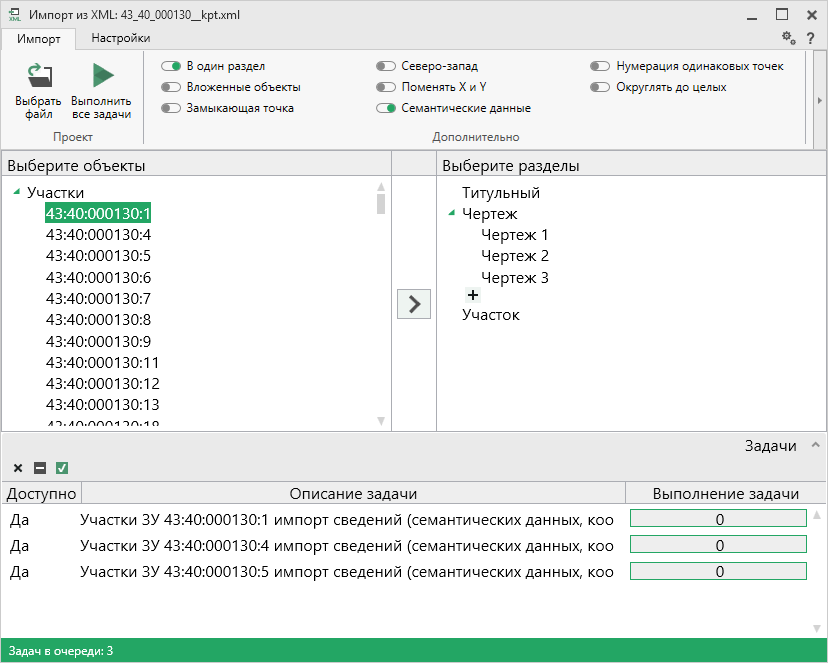 Импорт из XML: 43_40_000130__kpt.xml
Импорт Настройки
?
Выбрать файл
Выполнить все задачи
Проект
В один раздел
Вложенные объекты
Замыкающая точка
Северо-запад
Поменять X и Y
Семантические данные
Нумерация одинаковых точек
Округлять до целых
Дополнительно
Выберите объекты
Участки
43:40:000130:1
43:40:000130:4
43:40:000130:5
43:40:000130:6
43:40:000130:7
43:40:000130:8
43:40:000130:9
43:40:000130:11
43:40:000130:12
43:40:000130:13
43:40:000130:18
Выберите разделы
Титульный
Чертеж
Чертеж 1
Чертеж 2
Чертеж 3
+
Участок
Задачи
Доступно Описание задачи Выполнение задачи
Да Участки ЗУ 43:40:000130:1 импорт сведений (семантических данных, коо 0
Да Участки ЗУ 43:40:000130:4 импорт сведений (семантических данных, коо 0
Да Участки ЗУ 43:40:000130:5 импорт сведений (семантических данных, коо 0
Задач в очереди: 3